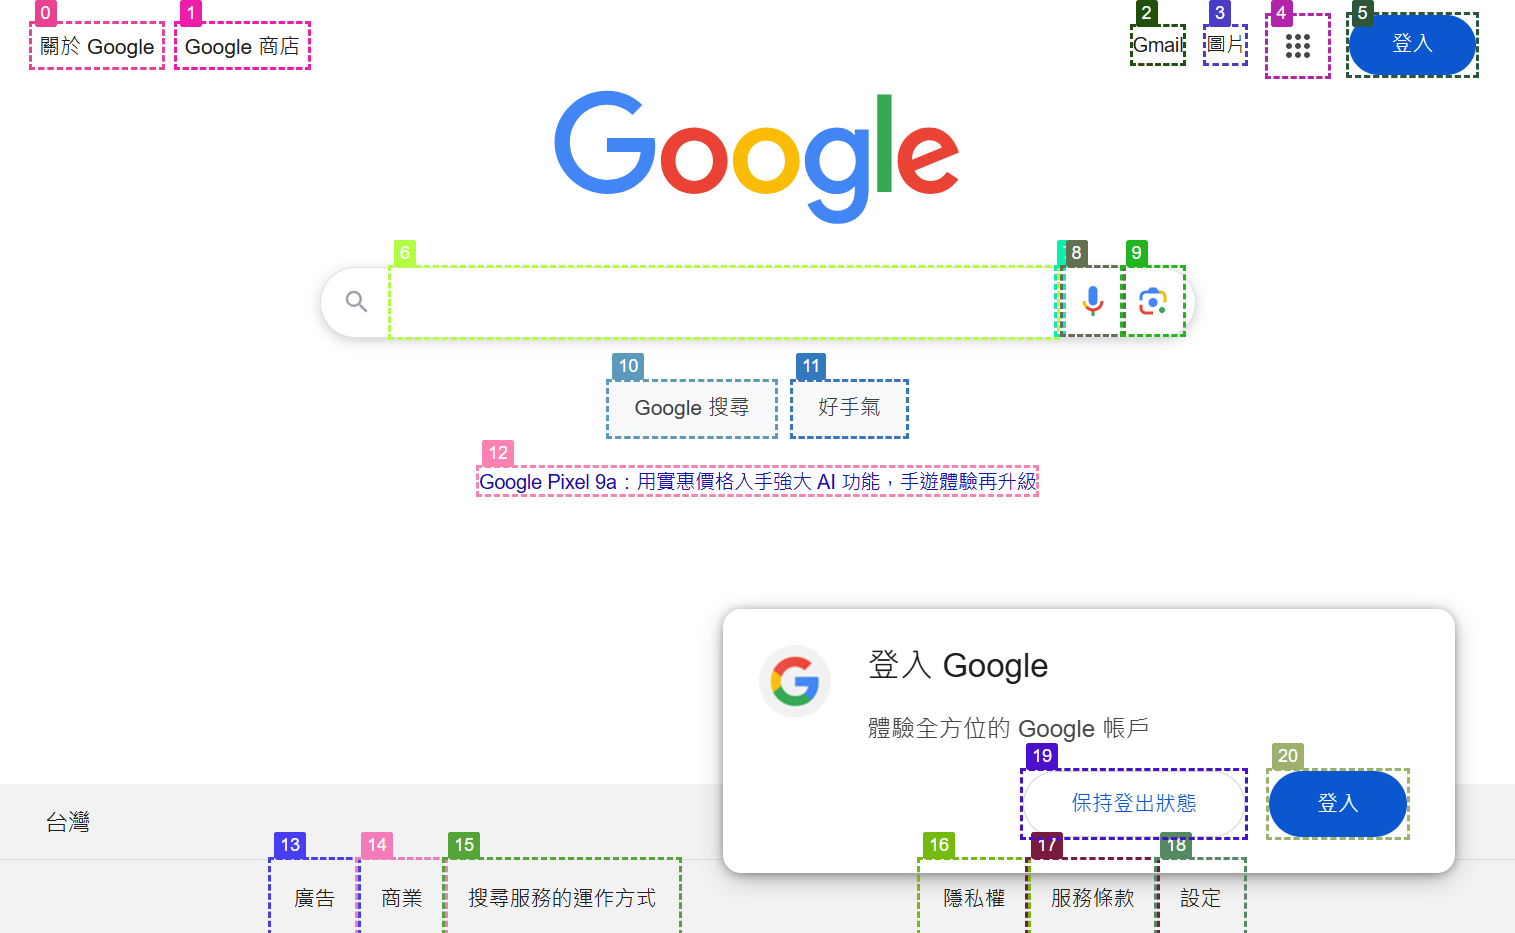 0
1
2
3
4
5
關於 Google
Google 商店
Gmail
圖片
登入
Google
6
8
9
10
11
Google 搜尋
好手氣
12
Google Pixel 9a：用實惠價格入手強大 AI 功能，手遊體驗再升級
登入 Google
體驗全方位的 Google 帳戶
19
20
保持登出狀態
登入
台灣
13
14
15
16
17
18
廣告
商業
搜尋服務的運作方式
隱私權
服務條款
設定